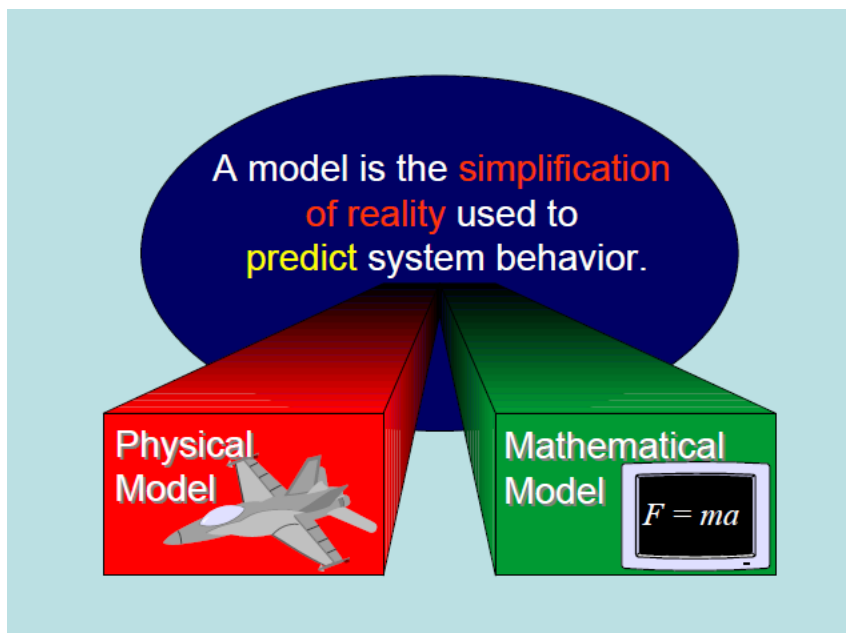 A model is the simplification
of reality used to
predict system behavior.
Physical
Model
Mathematical
Model
F = ma